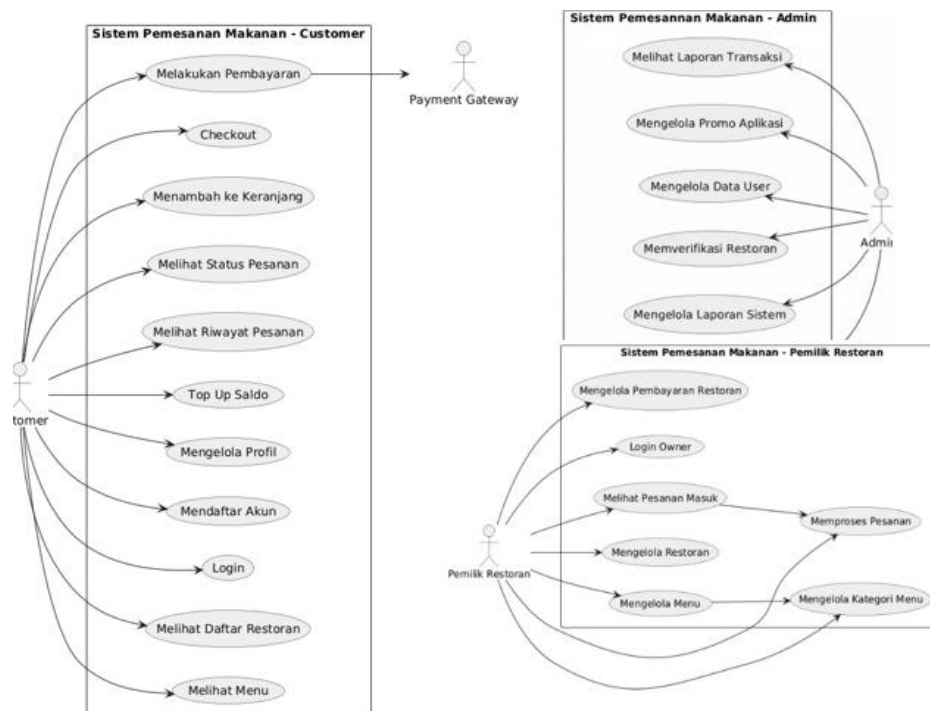 Sistem Pemesanan Makanan - Customer
Melakukan Pembayaran
Payment Gateway
Checkout
Menambah ke Keranjang
Melihat Status Pesanan
Melihat Riwayat Pesanan
Top Up Saldo
tomer
Mengelola Profil
Mendaftar Akun
Login
Melihat Daftar Restoran
Melihat Menu
Sistem Pemesannan Makanan - Admin
Melihat Laporan Transaksi
Mengelola Promo Aplikasi
Mengelola Data User
Memverifikasi Restoran
Admin
Mengelola Laporan Sistem
Sistem Pemesanan Makanan - Pemilik Restoran
Mengelola Pembayaran Restoran
Login Owner
Melihat Pesanan Masuk
Memproses Pesanan
Mengelola Restoran
Pemilik Restoran
Mengelola Menu
Mengelola Kategori Menu